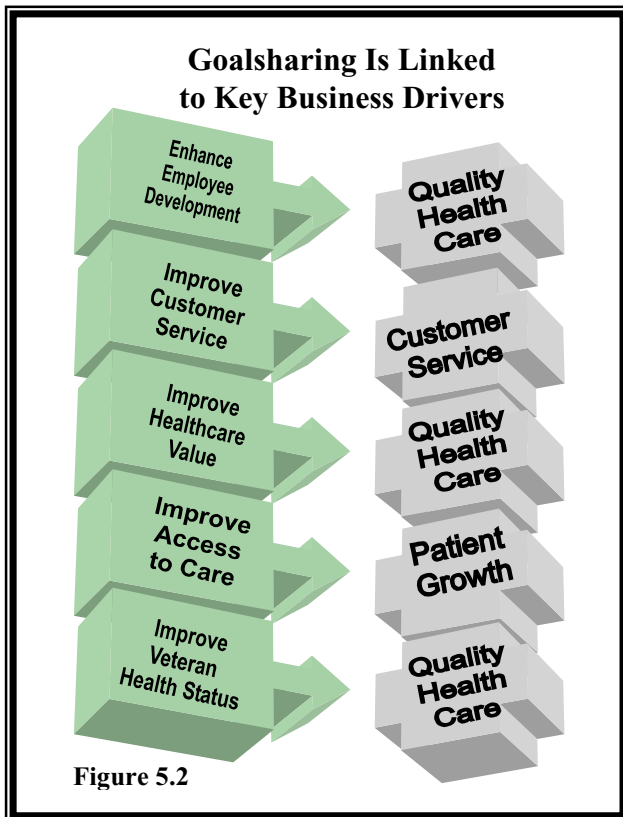 Goalsharing Is Linked
to Key Business Drivers
Enhance
Employee
Development
Quality
Health
Care
Improve
Customer
Service
Customer
Service
Improve
Healthcare
Value
Quality
Health
Care
Improve
Access
to Care
Patient
Growth
Improve
Veteran
Health Status
Quality
Health
Care
Figure 5.2